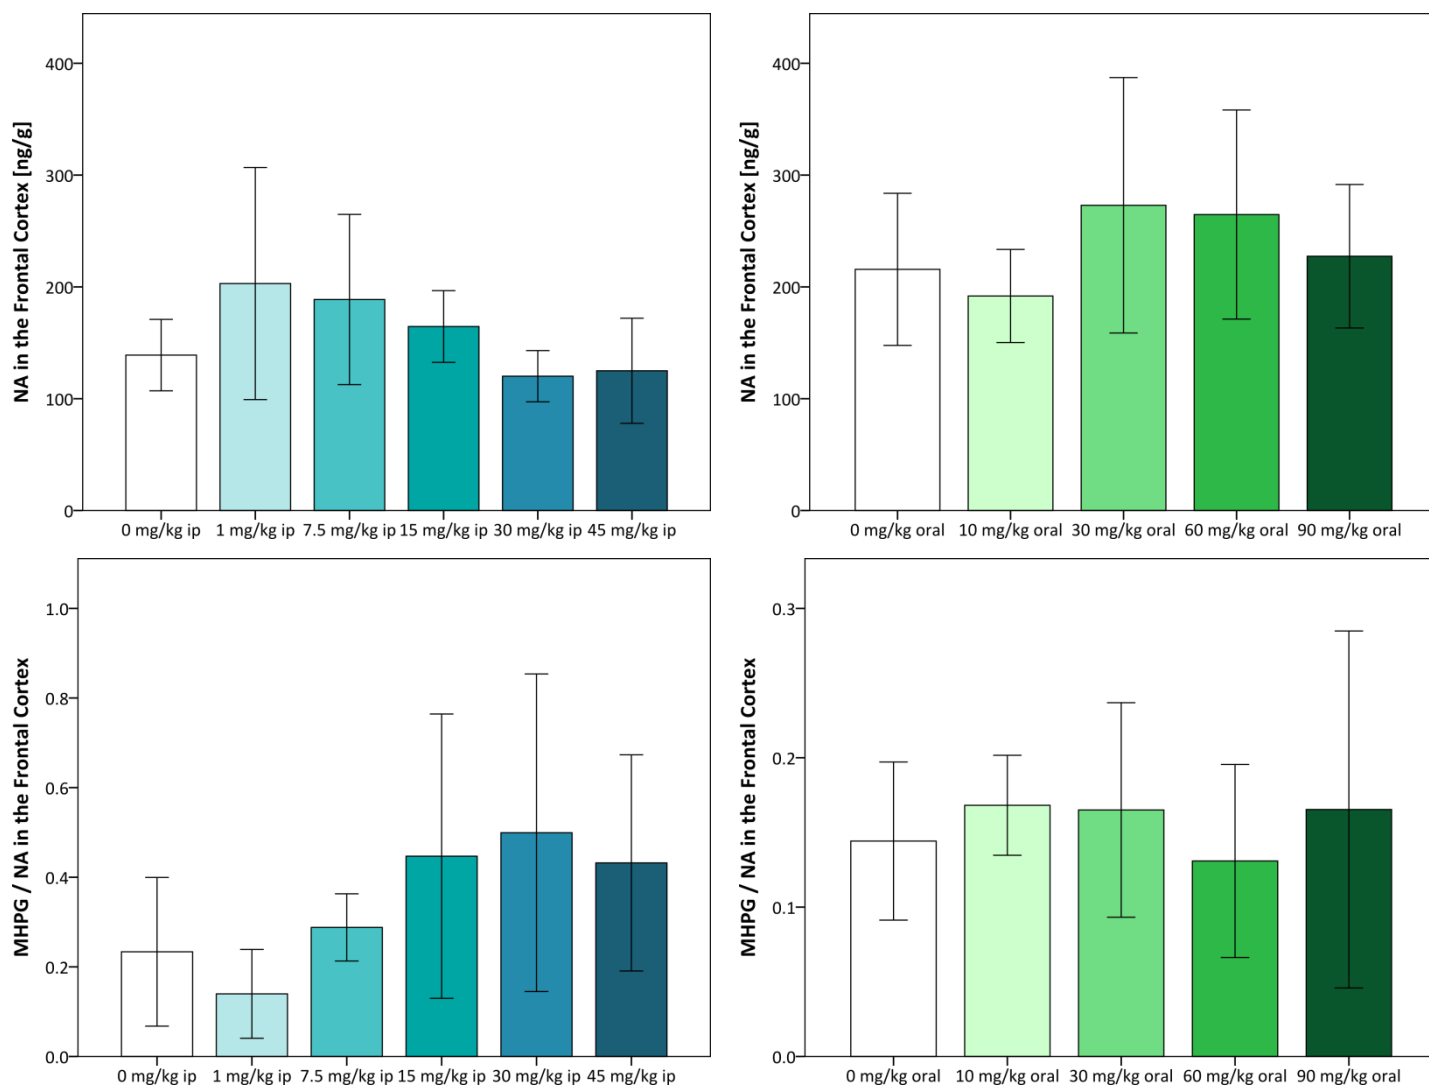 NA in the Frontal Cortex [ng/g]
400
300
200
100
0
0 mg/kg ip 1 mg/kg ip 7.5 mg/kg ip 15 mg/kg ip 30 mg/kg ip 45 mg/kg ip
NA in the Frontal Cortex [ng/g]
400
300
200
100
0
0 mg/kg oral 10 mg/kg oral 30 mg/kg oral 60 mg/kg oral 90 mg/kg oral
MHPG / NA in the Frontal Cortex
1.0
0.8
0.6
0.4
0.2
0.0
0 mg/kg ip 1 mg/kg ip 7.5 mg/kg ip 15 mg/kg ip 30 mg/kg ip 45 mg/kg ip
MHPG / NA in the Frontal Cortex
0.3
0.2
0.1
0.0
0 mg/kg oral 10 mg/kg oral 30 mg/kg oral 60 mg/kg oral 90 mg/kg oral